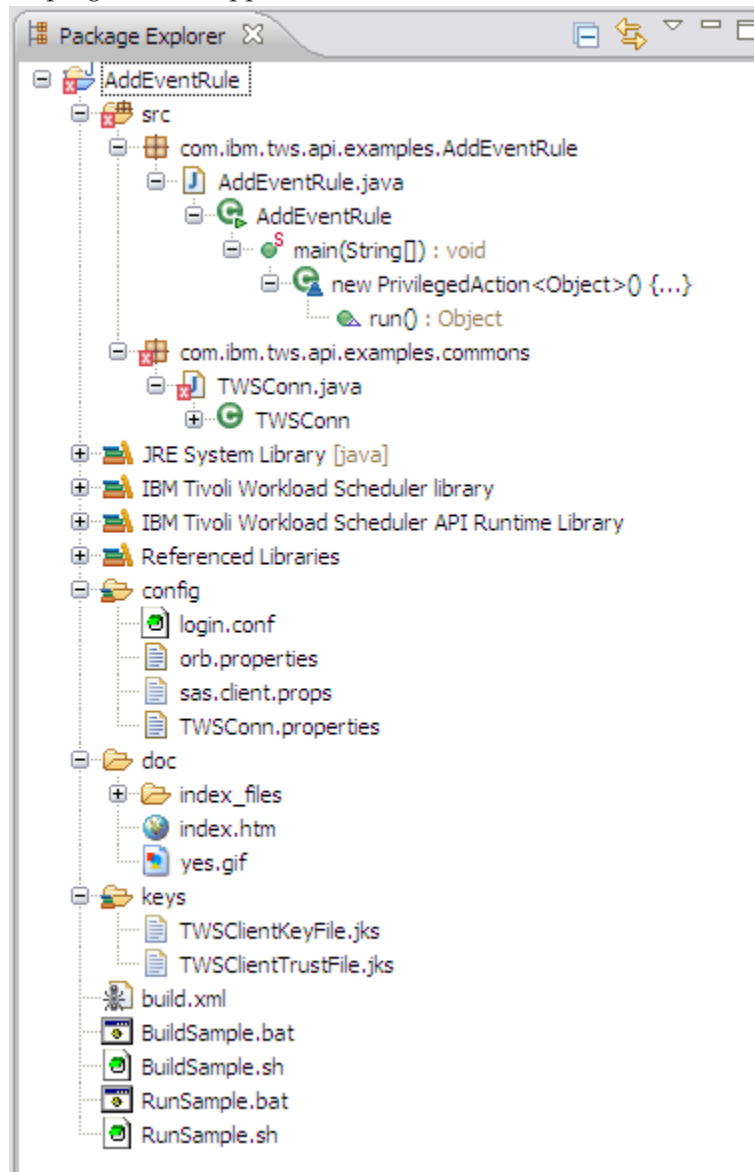 Package Explorer
AddEventRule
src
com.ibm.tws.api.examples.AddEventRule
AddEventRule.java
AddEventRule
main(String[]) : void
new PrivilegedAction<Object>() {...}
run() : Object
com.ibm.tws.api.examples.commons
TWSConn.java
TWSConn
JRE System Library [java]
IBM Tivoli Workload Scheduler library
IBM Tivoli Workload Scheduler API Runtime Library
Referenced Libraries
config
login.conf
orb.properties
sas.client.props
TWSConn.properties
doc
index_files
index.htm
yes.gif
keys
TWSClientKeyFile.jks
TWSClientTrustFile.jks
build.xml
BuildSample.bat
BuildSample.sh
RunSample.bat
RunSample.sh